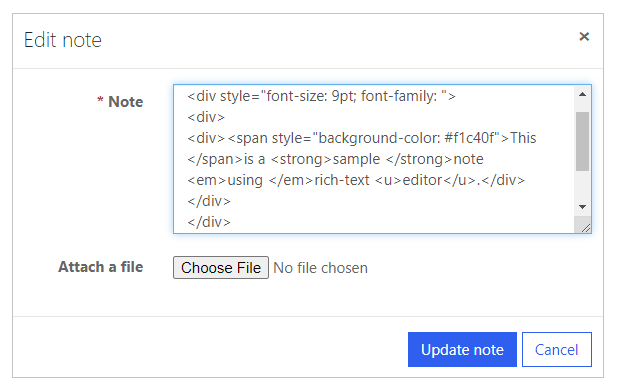 Edit note
×
* Note
<div style="font-size: 9pt; font-family: ">
<div>
<div><span style="background-color: #f1c40f">This
</span>is a <strong>sample </strong>note
<em>using </em>rich-text <u>editor</u>.</div>
</div>
</div>
Attach a file
Choose File No file chosen
Update note
Cancel